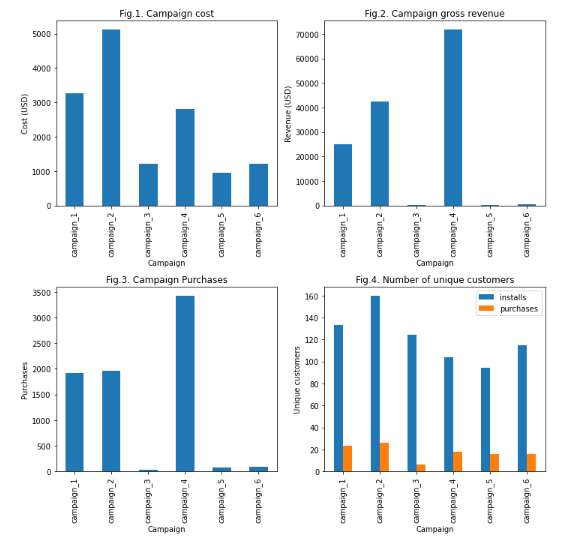 Fig.1. Campaign cost
Cost (USD)
5000
4000
3000
2000
1000
0
campaign_1
campaign_2
campaign_3
campaign_4
campaign_5
campaign_6
Campaign
Fig.2. Campaign gross revenue
Revenue (USD)
70000
60000
50000
40000
30000
20000
10000
0
campaign_1
campaign_2
campaign_3
campaign_4
campaign_5
campaign_6
Campaign
Fig.3. Campaign Purchases
Purchases
3500
3000
2500
2000
1500
1000
500
0
campaign_1
campaign_2
campaign_3
campaign_4
campaign_5
campaign_6
Campaign
Fig.4. Number of unique customers
Unique customers
160
140
120
100
80
60
40
20
0
installs
purchases
campaign_1
campaign_2
campaign_3
campaign_4
campaign_5
campaign_6
Campaign